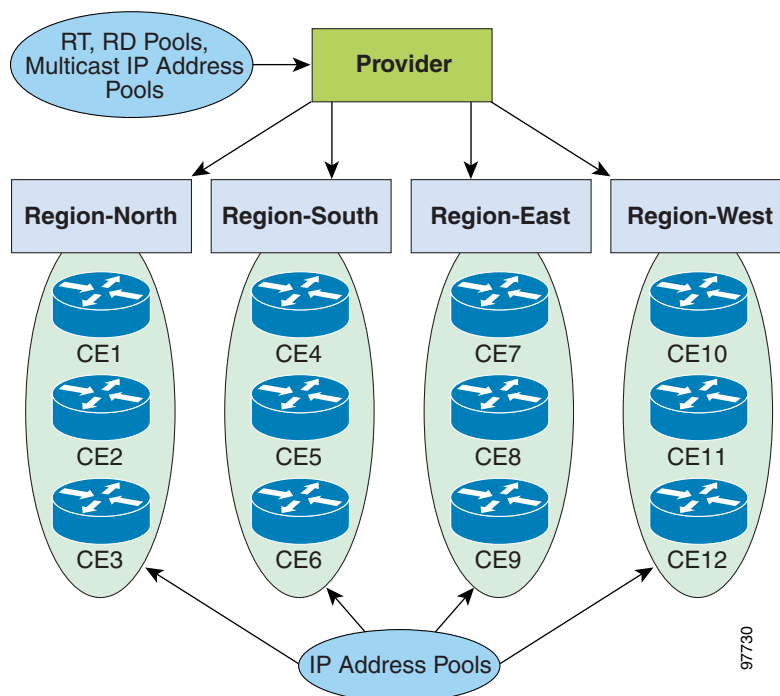 RT, RD Pools,
Multicast IP Address
Pools
Provider
Region-North
Region-South
Region-East
Region-West
CE1
CE4
CE7
CE10
CE2
CE5
CE8
CE11
CE3
CE6
CE9
CE12
IP Address Pools
97730